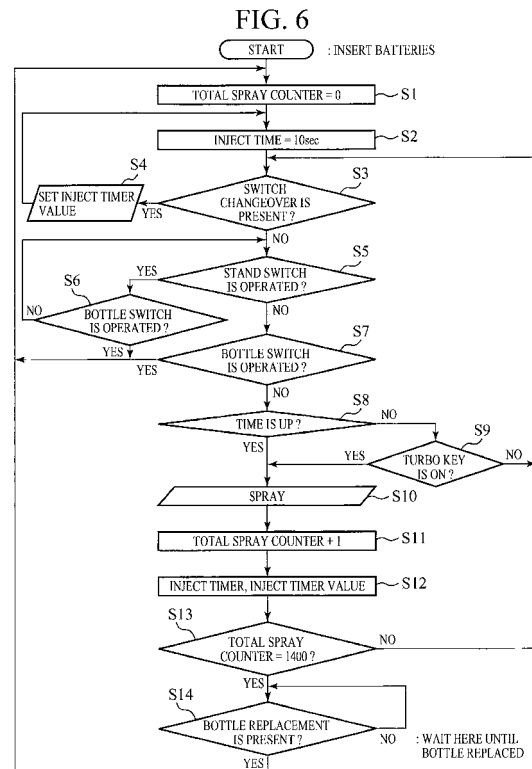 FIG. 6
START
: INSERT BATTERIES
TOTAL SPRAY COUNTER = 0
S1
INJECT TIME = 10sec
S2
S4
SET INJECT TIMER
VALUE
YES
SWITCH
CHANGEOVER IS
PRESENT ?
S3
NO
STAND SWITCH
IS OPERATED ?
S5
YES
NO
S6
BOTTLE SWITCH
IS OPERATED ?
NO
YES
BOTTLE SWITCH
IS OPERATED ?
S7
YES
NO
TIME IS UP ?
S8
NO
YES
TURBO KEY
IS ON ?
S9
YES
NO
SPRAY
S10
TOTAL SPRAY COUNTER + 1
S11
INJECT TIMER, INJECT TIMER VALUE
S12
S13
TOTAL SPRAY
COUNTER = 1400 ?
NO
YES
S14
BOTTLE REPLACEMENT
IS PRESENT ?
NO
: WAIT HERE UNTIL
BOTTLE REPLACED
YES